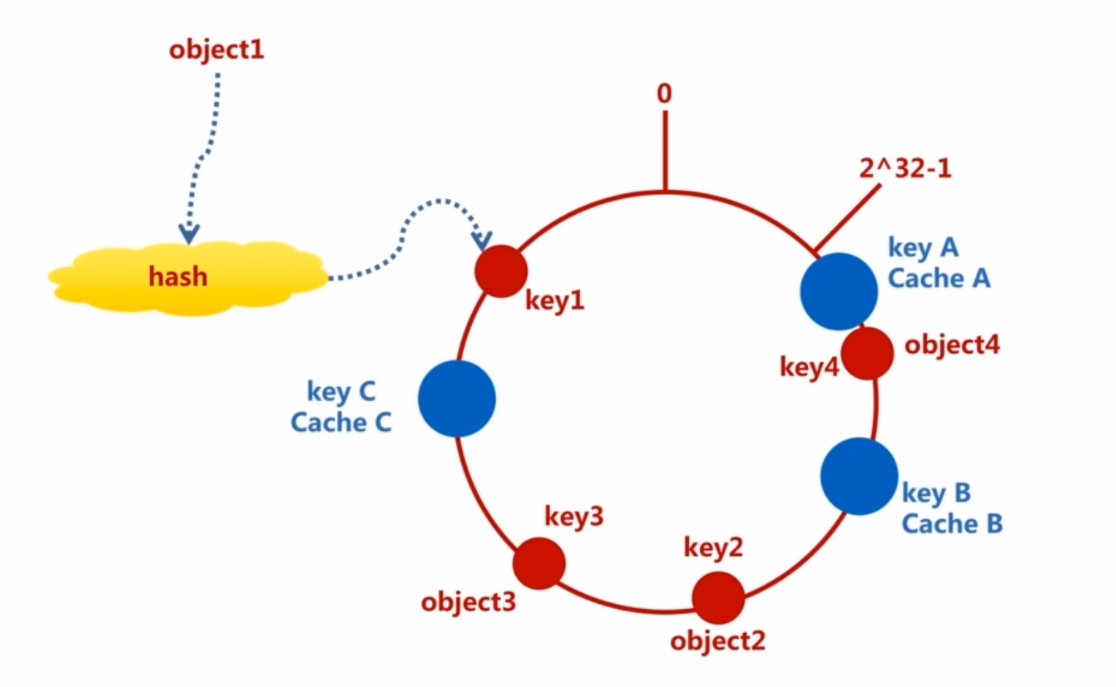 object1
0
2^32-1
key A
Cache A
hash
key1
object4
key4
key C
Cache C
key B
Cache B
key3
key2
object3
object2